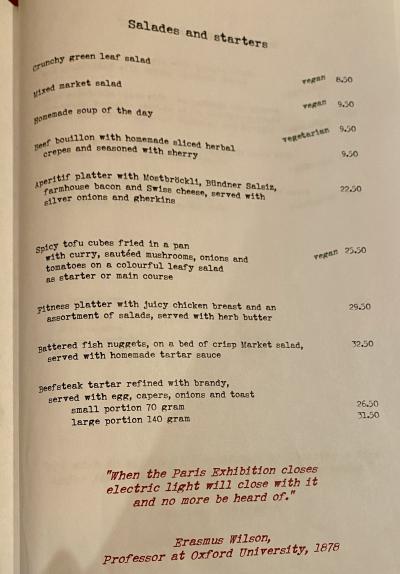 Salades and starters
Crunchy green leaf salad vegan 8.50
Mixed market salad vegan 9.50
Homemade soup of the day vegetarian 9.50
Beef bouillon with homemade sliced herbal
crepes and seasoned with sherry 9.50
Aperitif platter with Mostbröckli, Bündner Salsiz,
farmhouse bacon and Swiss cheese, served with 22.50
silver onions and gherkins
Spicy tofu cubes fried in a pan vegan 25.50
with curry, sautéed mushrooms, onions and
tomatoes on a colourful leafy salad
as starter or main course
Fitness platter with juicy chicken breast and an 29.50
assortment of salads, served with herb butter
Battered fish nuggets, on a bed of crisp Market salad, 32.50
served with homemade tartar sauce
Beefsteak tartar refined with brandy,
served with egg, capers, onions and toast
small portion 70 gram 26.50
large portion 140 gram 31.50
"When the Paris Exhibition closes
electric light will close with it
and no more be heard of."
Erasmus Wilson,
Professor at Oxford University, 1878